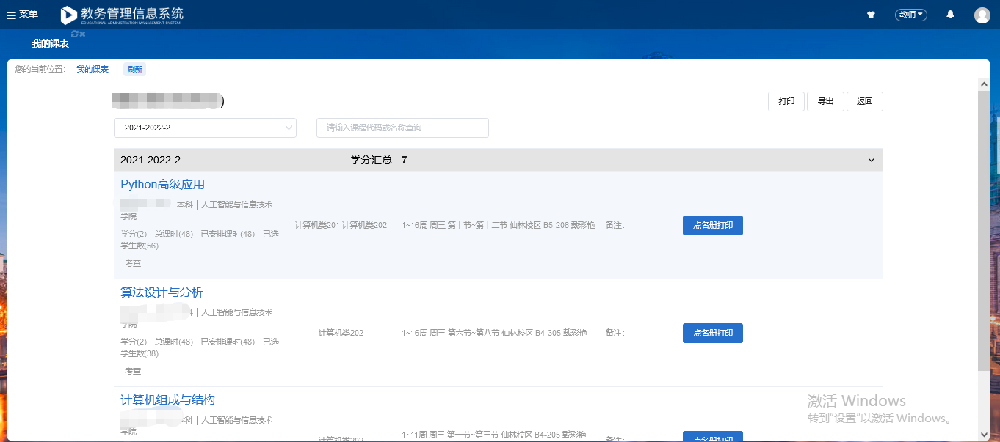 菜单
教务管理信息系统
EDUCATIONAL ADMINISTRATION MANAGEMENT SYSTEM
教师
我的课表
您的当前位置: 我的课表 刷新
)
打印 导出 返回
2021-2022-2
请输入课程代码或名称查询
2021-2022-2 学分汇总: 7
Python高级应用
| 本科 | 人工智能与信息技术
学院
学分(2) 总课时(48) 已安排课时(48) 已选
学生数(56)
考查
计算机类201;计算机类202
1~16周 周三 第十节~第十二节 仙林校区 B5-206 戴彩艳
备注:
点名册打印
算法设计与分析
| 人工智能与信息技术
学院
学分(2) 总课时(48) 已安排课时(48) 已选
学生数(38)
考查
计算机类202
1~16周 周三 第六节~第八节 仙林校区 B4-305 戴彩艳
备注:
点名册打印
计算机组成与结构
本科 | 人工智能与信息技术
学院
计算机类202
1~11周 周三 第一节~第三节 仙林校区 B4-205 戴彩艳;
备注:
点名册打印
激活 Windows
转到“设置”以激活 Windows。